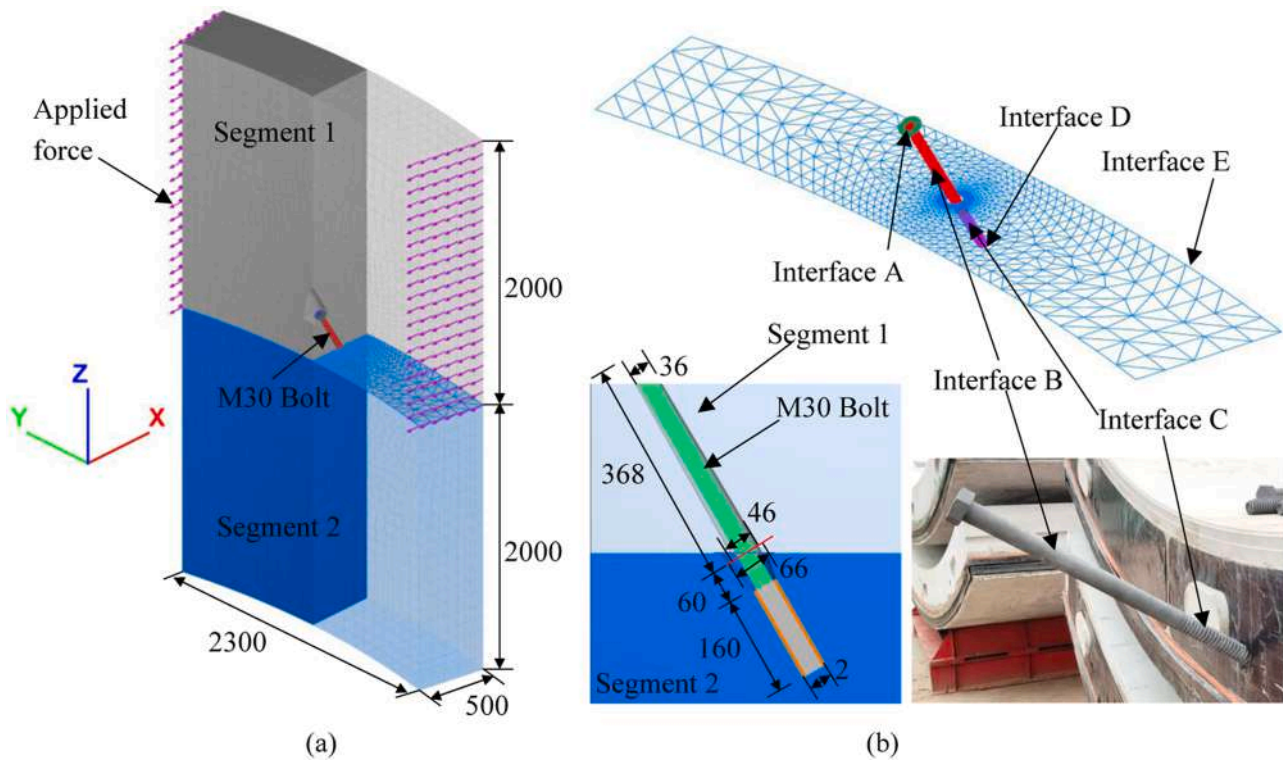 Applied
force
Segment 1
2000
M30 Bolt
Z
Y
X
Segment 2
2000
2300
500
(a)
Interface D
Interface E
Interface A
Segment 1
36
M30 Bolt
Interface B
Interface C
368
46
66
60
160
2
Segment 2
(b)